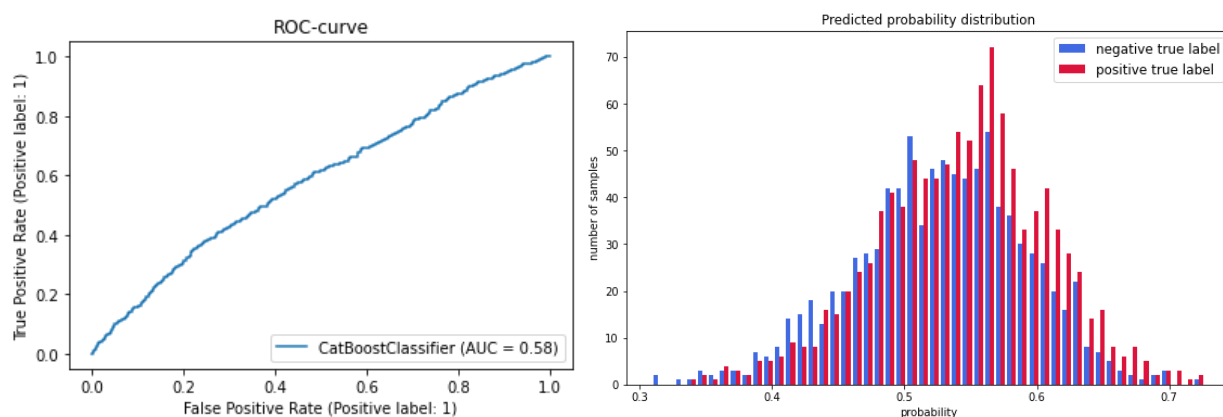 ROC-curve
True Positive Rate (Positive label: 1)
1.0
0.8
0.6
0.4
0.2
0.0
CatBoostClassifier (AUC = 0.58)
0.0 0.2 0.4 0.6 0.8 1.0
False Positive Rate (Positive label: 1)
Predicted probability distribution
number of samples
70
60
50
40
30
20
10
0
negative true label
positive true label
0.3 0.4 0.5 0.6 0.7
probability